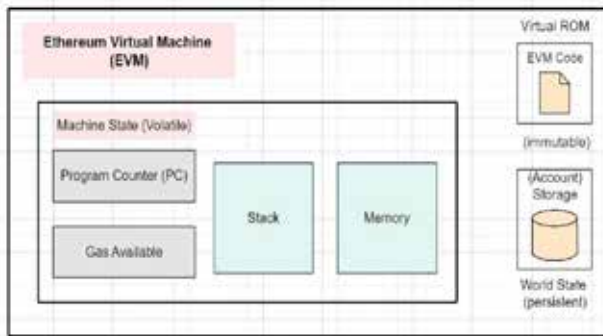 Ethereum Virtual Machine
(EVM)
Machine State (Volatile)
Program Counter (PC)
Gas Available
Stack
Memory
Virtual ROM
EVM Code
(immutable)
(Account)
Storage
World State
(persistent)